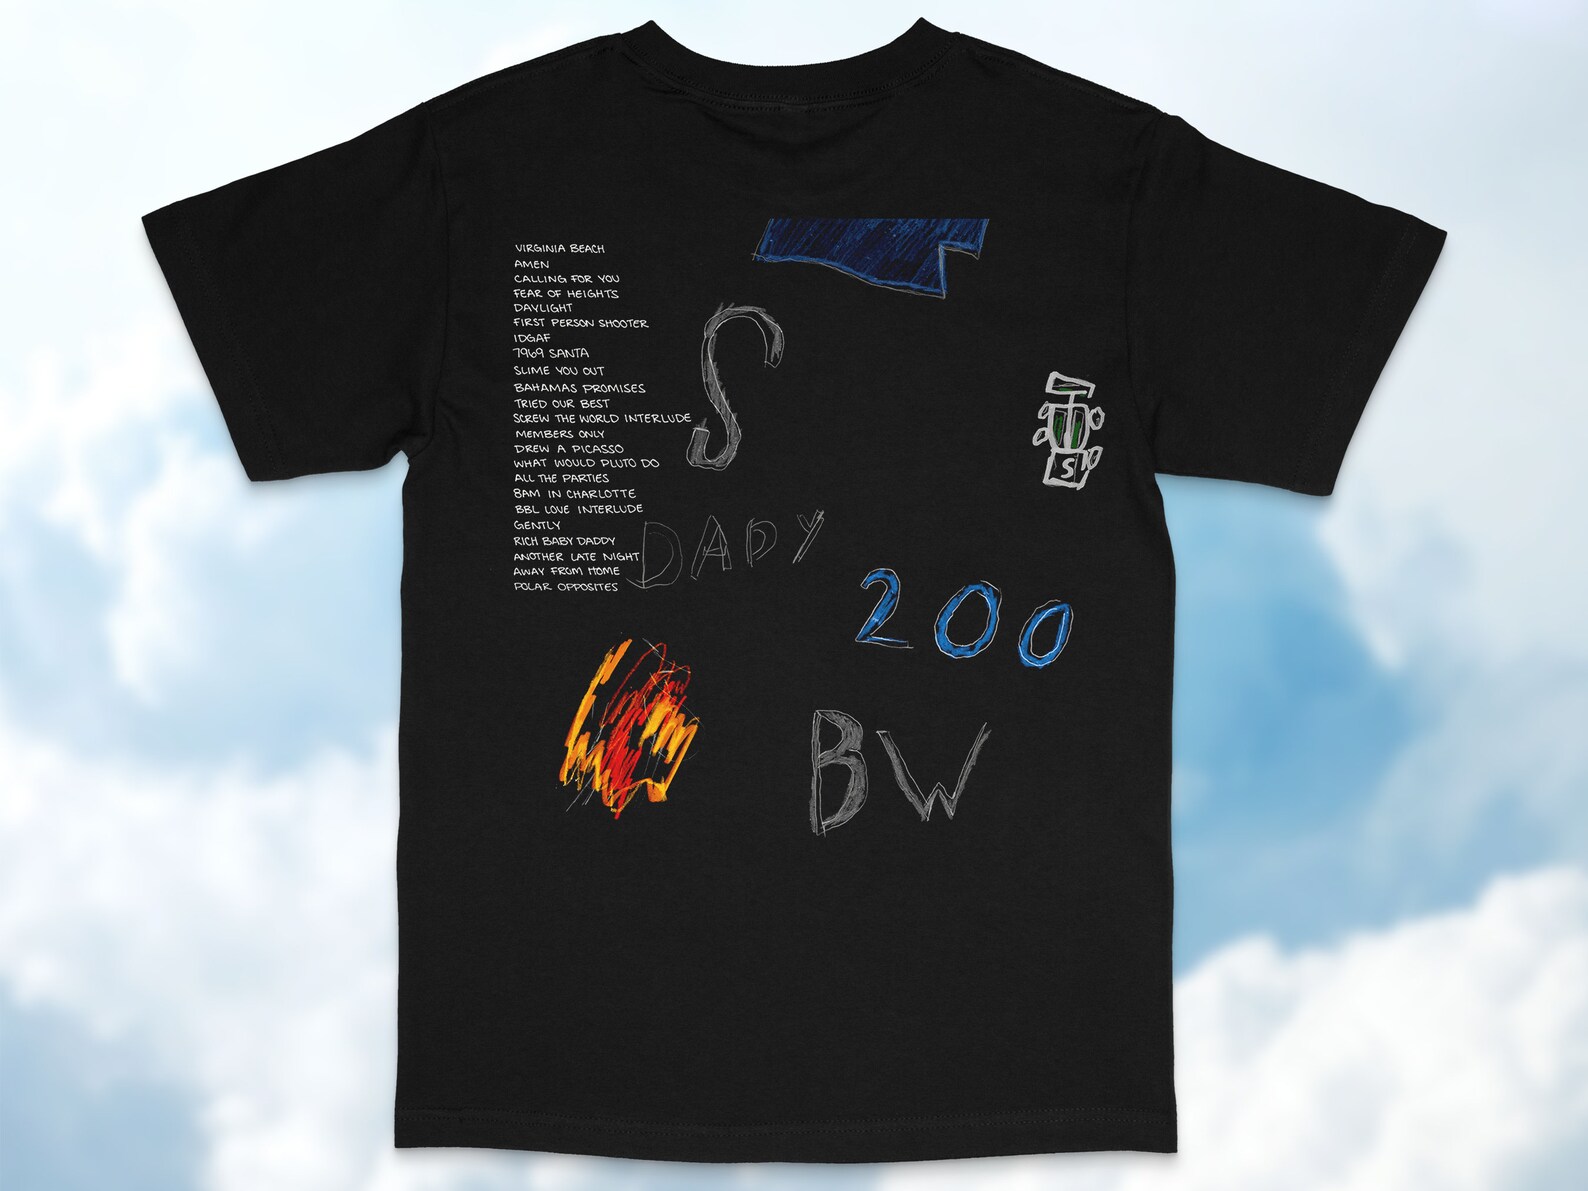 VIRGINIA BEACH
AMEN
CALLING FOR YOU
FEAR OF HEIGHTS
DAYLIGHT
FIRST PERSON SHOOTER
IDGAF
7969 SANTA
SLIME YOU OUT
BAHAMAS PROMISES
TRIED OUR BEST
SCREW THE WORLD INTERLUDE
MEMBERS ONLY
DREW A PICASSO
WHAT WOULD PLUTO DO
ALL THE PARTIES
8AM IN CHARLOTTE
BBL LOVE INTERLUDE
GENTLY
RICH BABY DADDY
ANOTHER LATE NIGHT
AWAY FROM HOME
POLAR OPPOSITES
S
S
DADY
200
BW